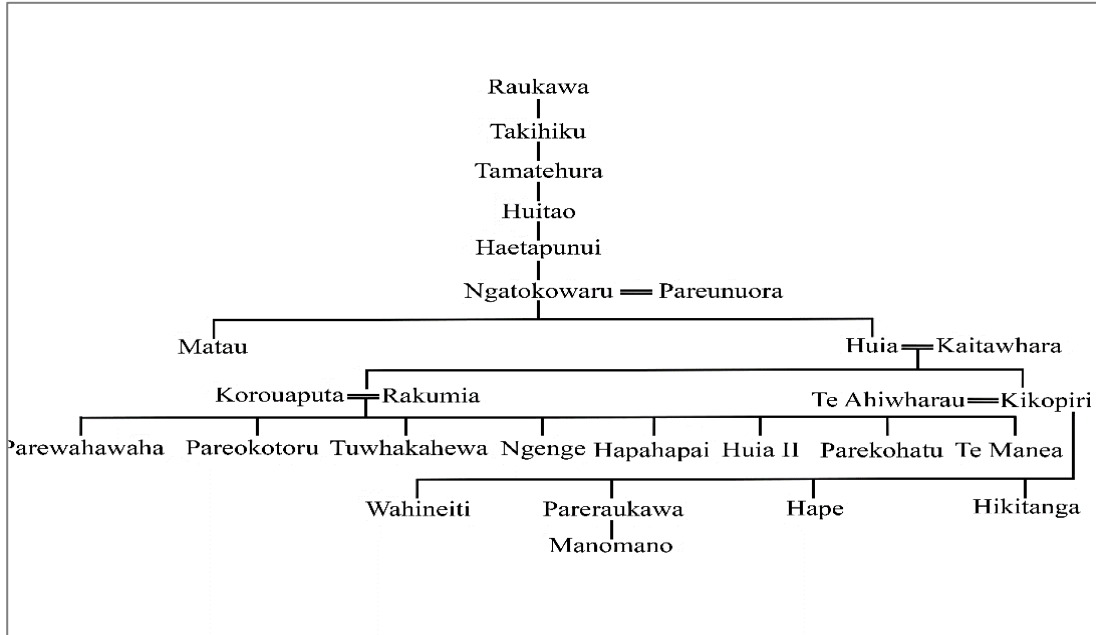 Raukawa
Takihiku
Tamatehura
Huitao
Haetapunui
Ngatokowaru Pareunuora
Matau Huia Kaitawhara
Korouaputa Rakumia Te Ahiwharau Kikopiri
Parewahawaha Pareokotoru Tuwhakahewa Ngenge Hapahapai Huia II Parekohatu Te Manea
Wahineiti Pareraukawa Hape Hikitanga
Manomano